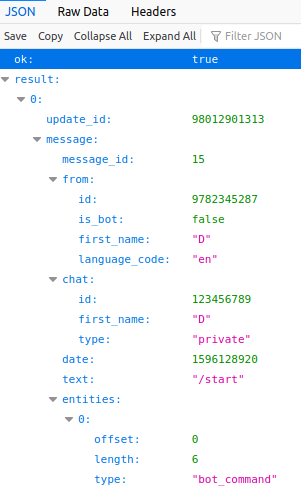 JSON Raw Data Headers
Save Copy Collapse All Expand All Filter JSON
ok: true
result:
0:
update_id: 98012901313
message:
message_id: 15
from:
id: 9782345287
is_bot: false
first_name: "D"
language_code: "en"
chat:
id: 123456789
first_name: "D"
type: "private"
date: 1596128920
text: "/start"
entities:
0:
offset: 0
length: 6
type: "bot_command"